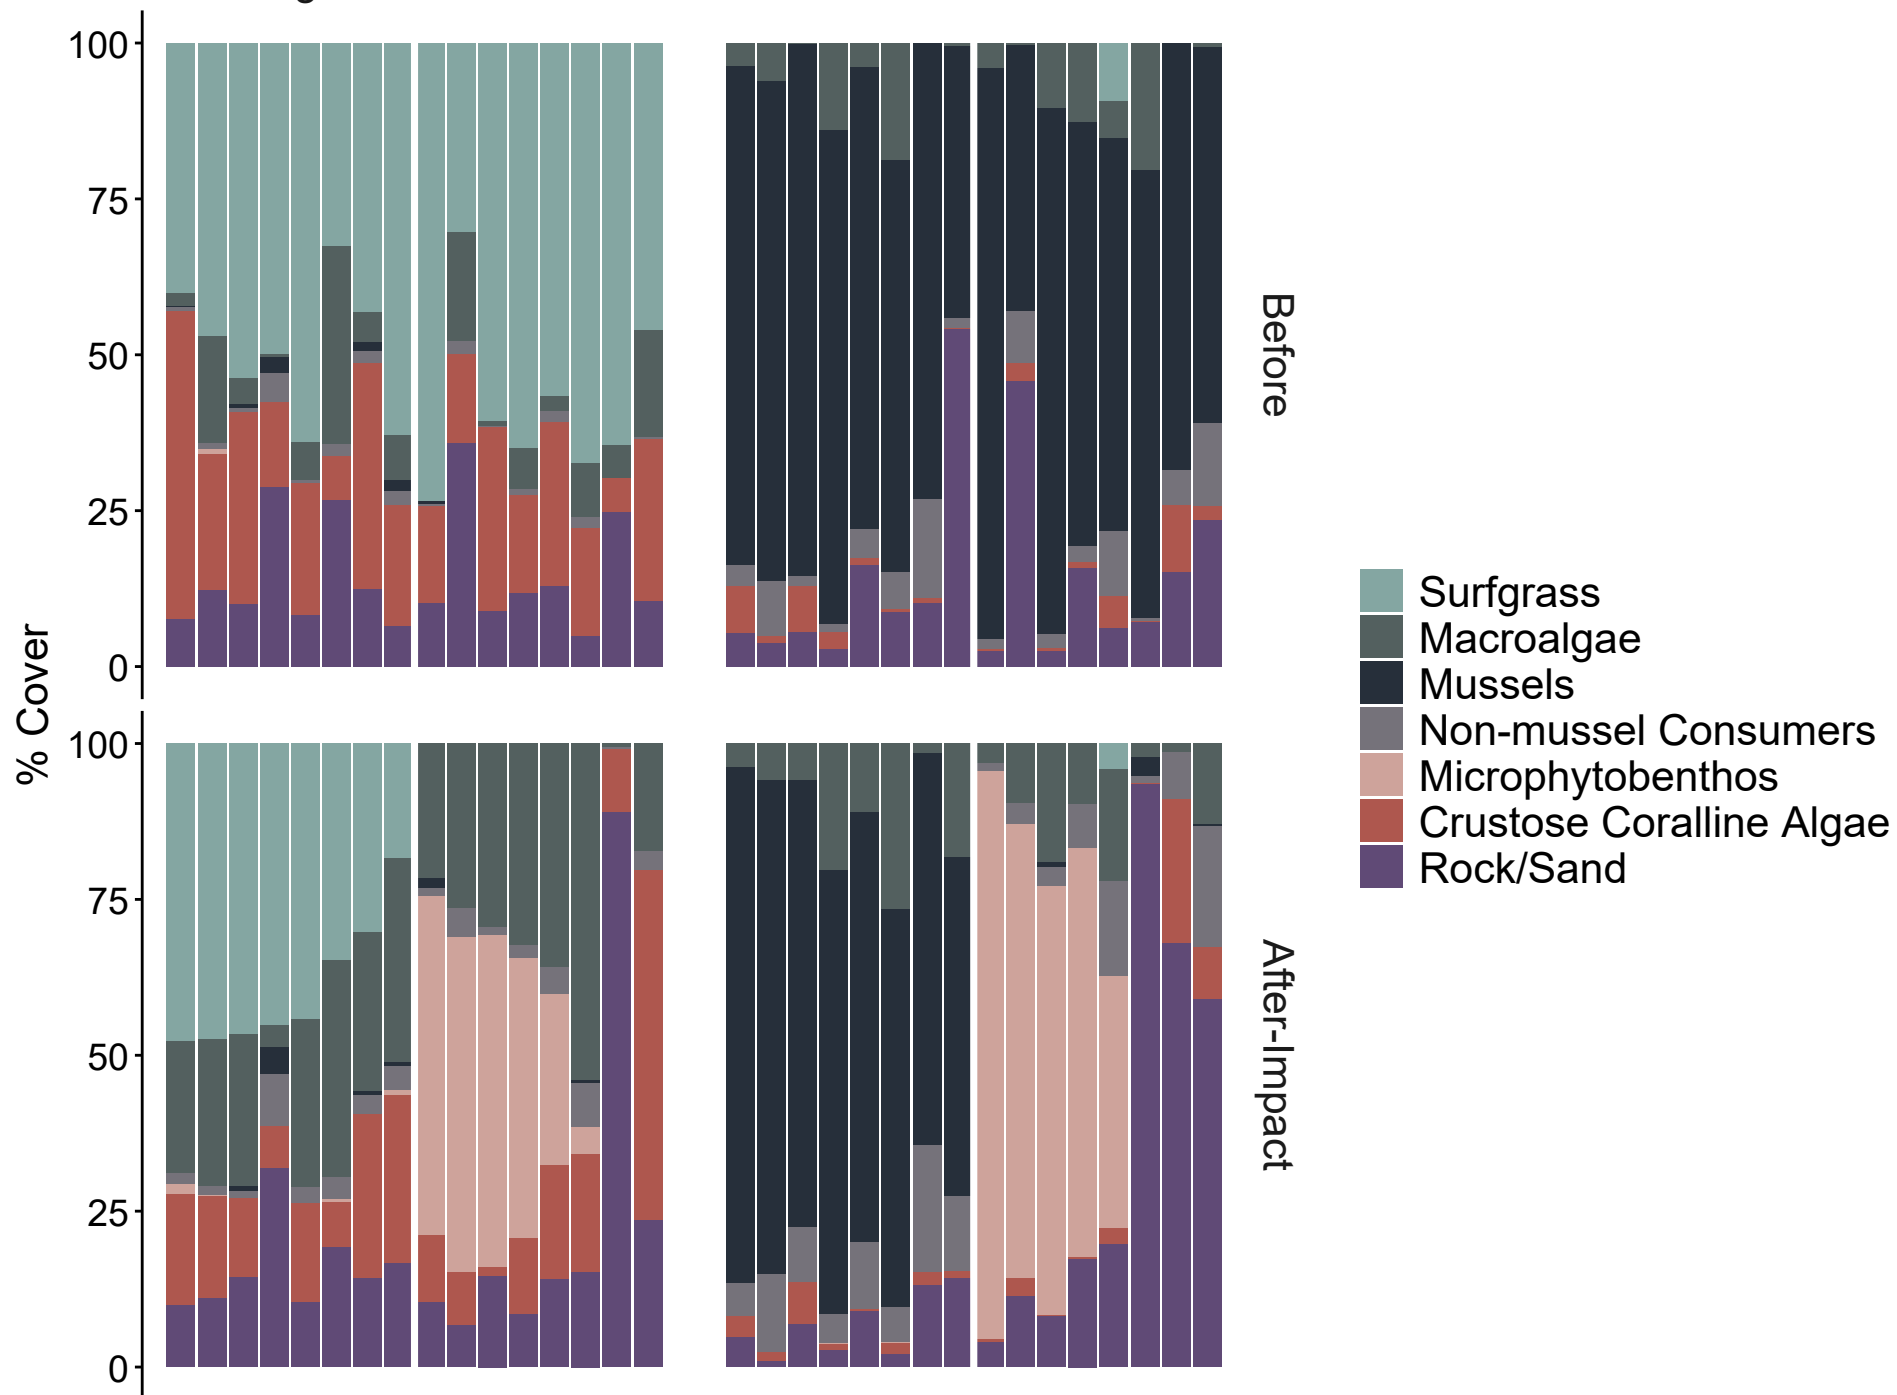 100
75
50
25
0
Before
% Cover
100
75
50
25
0
After-Impact
Surfgrass
Macroalgae
Mussels
Non-mussel Consumers
Microphytobenthos
Crustose Coralline Algae
Rock/Sand